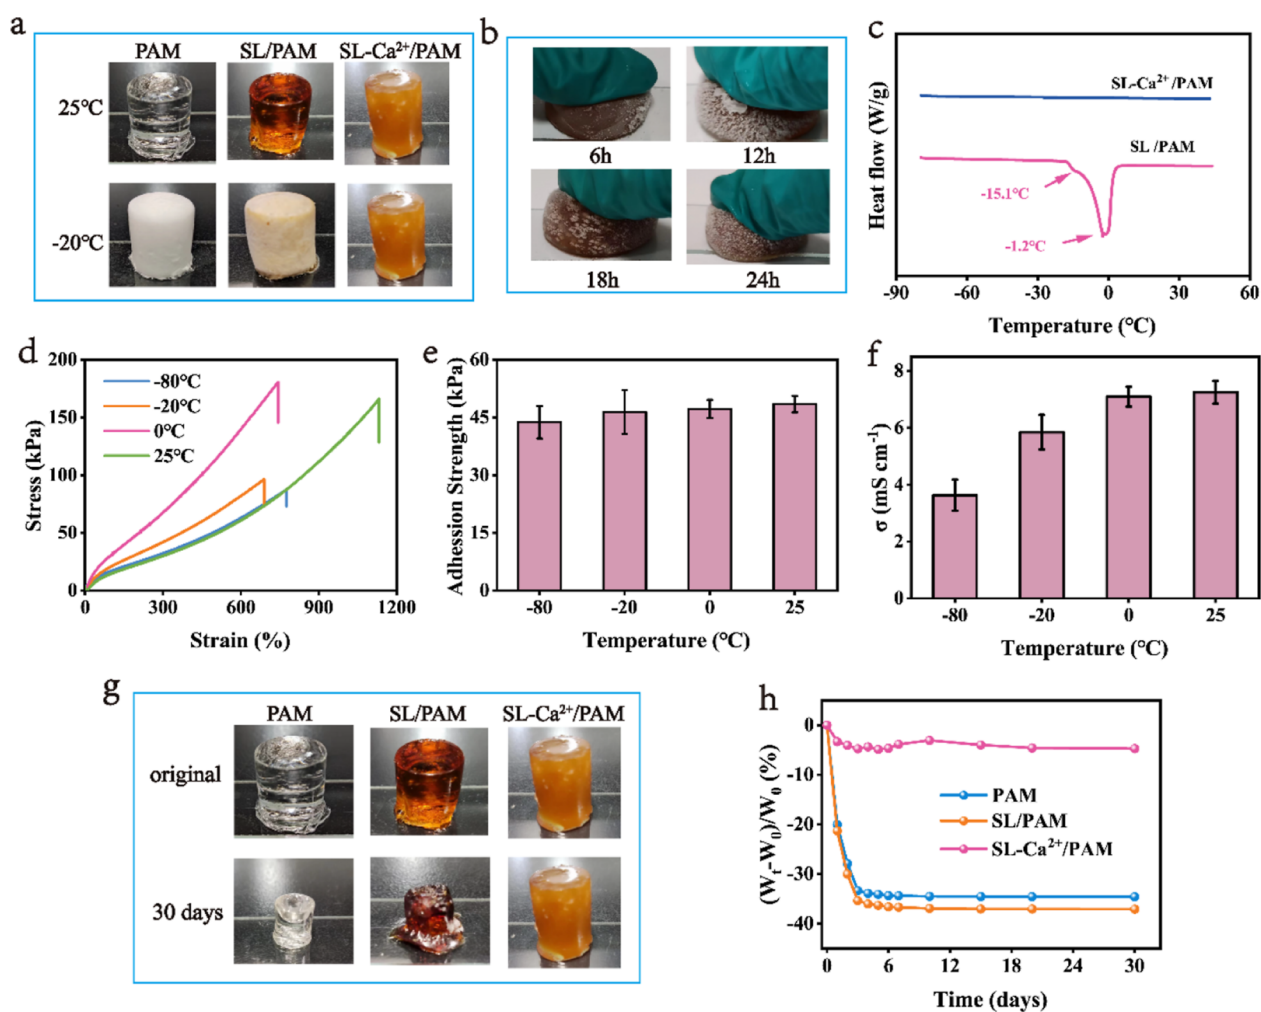 a
PAM SL/PAM SL-Ca²⁺/PAM
25℃
-20℃
b
6h 12h
18h 24h
c
Heat flow (W/g)
SL-Ca²⁺ /PAM
SL /PAM
-15.1℃
-1.2℃
-90 -60 -30 0 30 60
Temperature (℃)
d
Stress (kPa)
200
150
100
50
0
-80℃
-20℃
0℃
25℃
0 300 600 900 1200
Strain (%)
e
Adhession Strength (kPa)
60
45
30
15
0
-80 -20 0 25
Temperature (℃)
f
σ (mS cm⁻¹)
8
6
4
2
0
-80 -20 0 25
Temperature (℃)
g
PAM SL/PAM SL-Ca²⁺/PAM
original
30 days
h
(Wₜ-W₀)/W₀ (%)
0
-10
-20
-30
-40
PAM
SL/PAM
SL-Ca²⁺/PAM
0 6 12 18 24 30
Time (days)